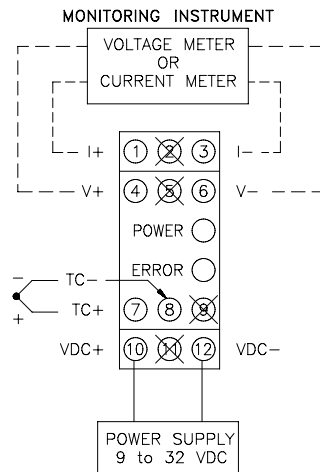 MONITORING INSTRUMENT
VOLTAGE METER
OR
CURRENT METER
I+ 1 2 3 I−
V+ 4 5 6 V−
POWER
ERROR
− TC−
+ TC+ 7 8 9
VDC+ 10 11 12 VDC−
POWER SUPPLY
9 to 32 VDC